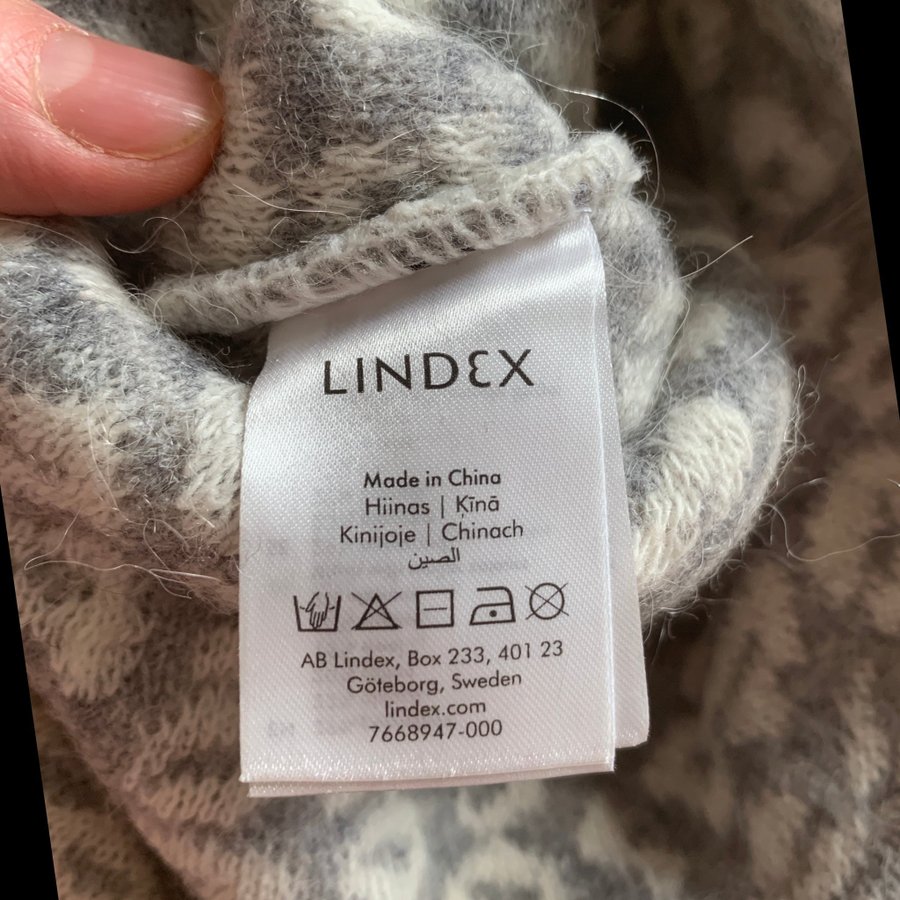 LINDEX
Made in China
Hiinas | Ķīnā
Kinijoje | Chinach
الصين
AB Lindex, Box 233, 401 23
Göteborg, Sweden
lindex.com
7668947-000